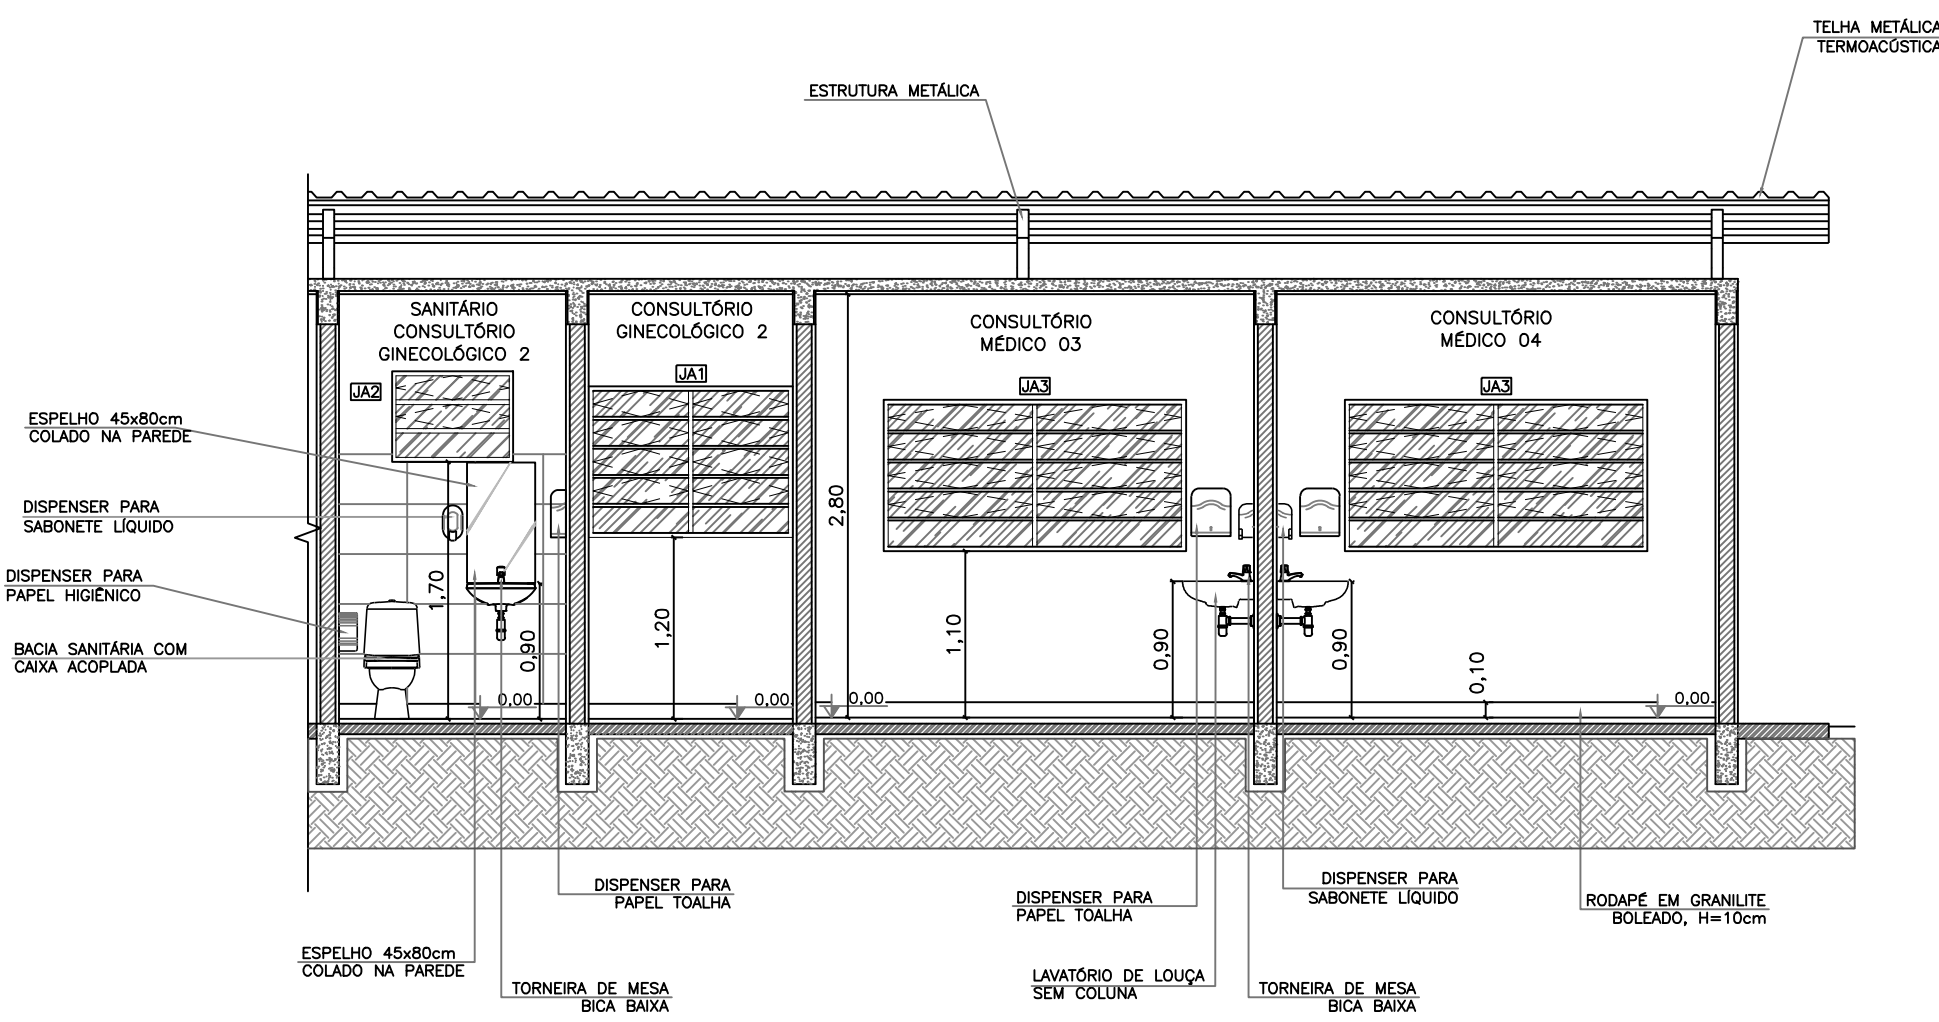 TELHA METÁLICA
TERMOACÚSTICA
ESTRUTURA METÁLICA
SANITÁRIO
CONSULTÓRIO
GINECOLÓGICO 2
CONSULTÓRIO
GINECOLÓGICO 2
CONSULTÓRIO
MÉDICO 03
CONSULTÓRIO
MÉDICO 04
JA2
JA1
JA3
JA3
ESPELHO 45x80cm
COLADO NA PAREDE
DISPENSER PARA
SABONETE LÍQUIDO
DISPENSER PARA
PAPEL HIGIÊNICO
BACIA SANITÁRIA COM
CAIXA ACOPLADA
1,70
0,90
1,20
2,80
1,10
0,90
0,90
0,10
0,00
0,00
0,00
0,00
DISPENSER PARA
PAPEL TOALHA
ESPELHO 45x80cm
COLADO NA PAREDE
TORNEIRA DE MESA
BICA BAIXA
DISPENSER PARA
PAPEL TOALHA
LAVATÓRIO DE LOUÇA
SEM COLUNA
DISPENSER PARA
SABONETE LÍQUIDO
TORNEIRA DE MESA
BICA BAIXA
RODAPÉ EM GRANILITE
BOLEADO, H=10cm